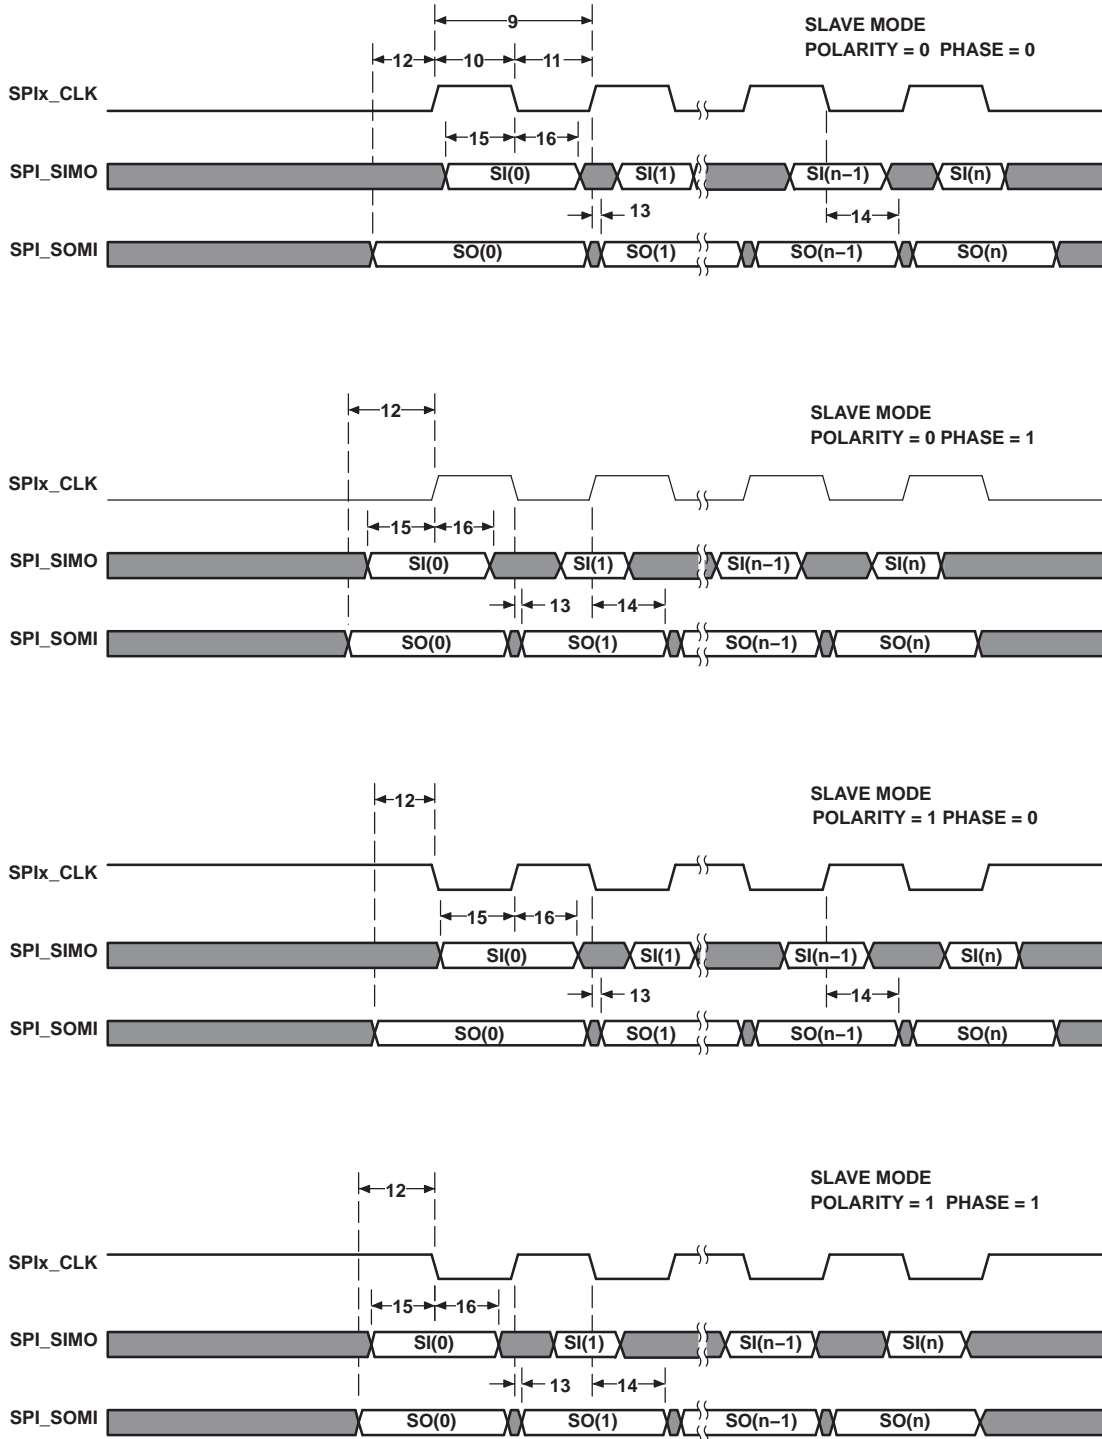 9
SLAVE MODE
POLARITY = 0 PHASE = 0
12 10 11
SPIx_CLK
15 16
SPI_SIMO SI(0) SI(1) SI(n−1) SI(n)
13 14
SPI_SOMI SO(0) SO(1) SO(n−1) SO(n)
12
SLAVE MODE
POLARITY = 0 PHASE = 1
SPIx_CLK
15 16
SPI_SIMO SI(0) SI(1) SI(n−1) SI(n)
13 14
SPI_SOMI SO(0) SO(1) SO(n−1) SO(n)
SLAVE MODE
12
POLARITY = 1 PHASE = 0
SPIx_CLK
15 16
SPI_SIMO SI(0) SI(1) SI(n−1) SI(n)
13 14
SPI_SOMI SO(0) SO(1) SO(n−1) SO(n)
SLAVE MODE
12
POLARITY = 1 PHASE = 1
SPIx_CLK
15 16
SPI_SIMO SI(0) SI(1) SI(n−1) SI(n)
13 14
SPI_SOMI SO(0) SO(1) SO(n−1) SO(n)